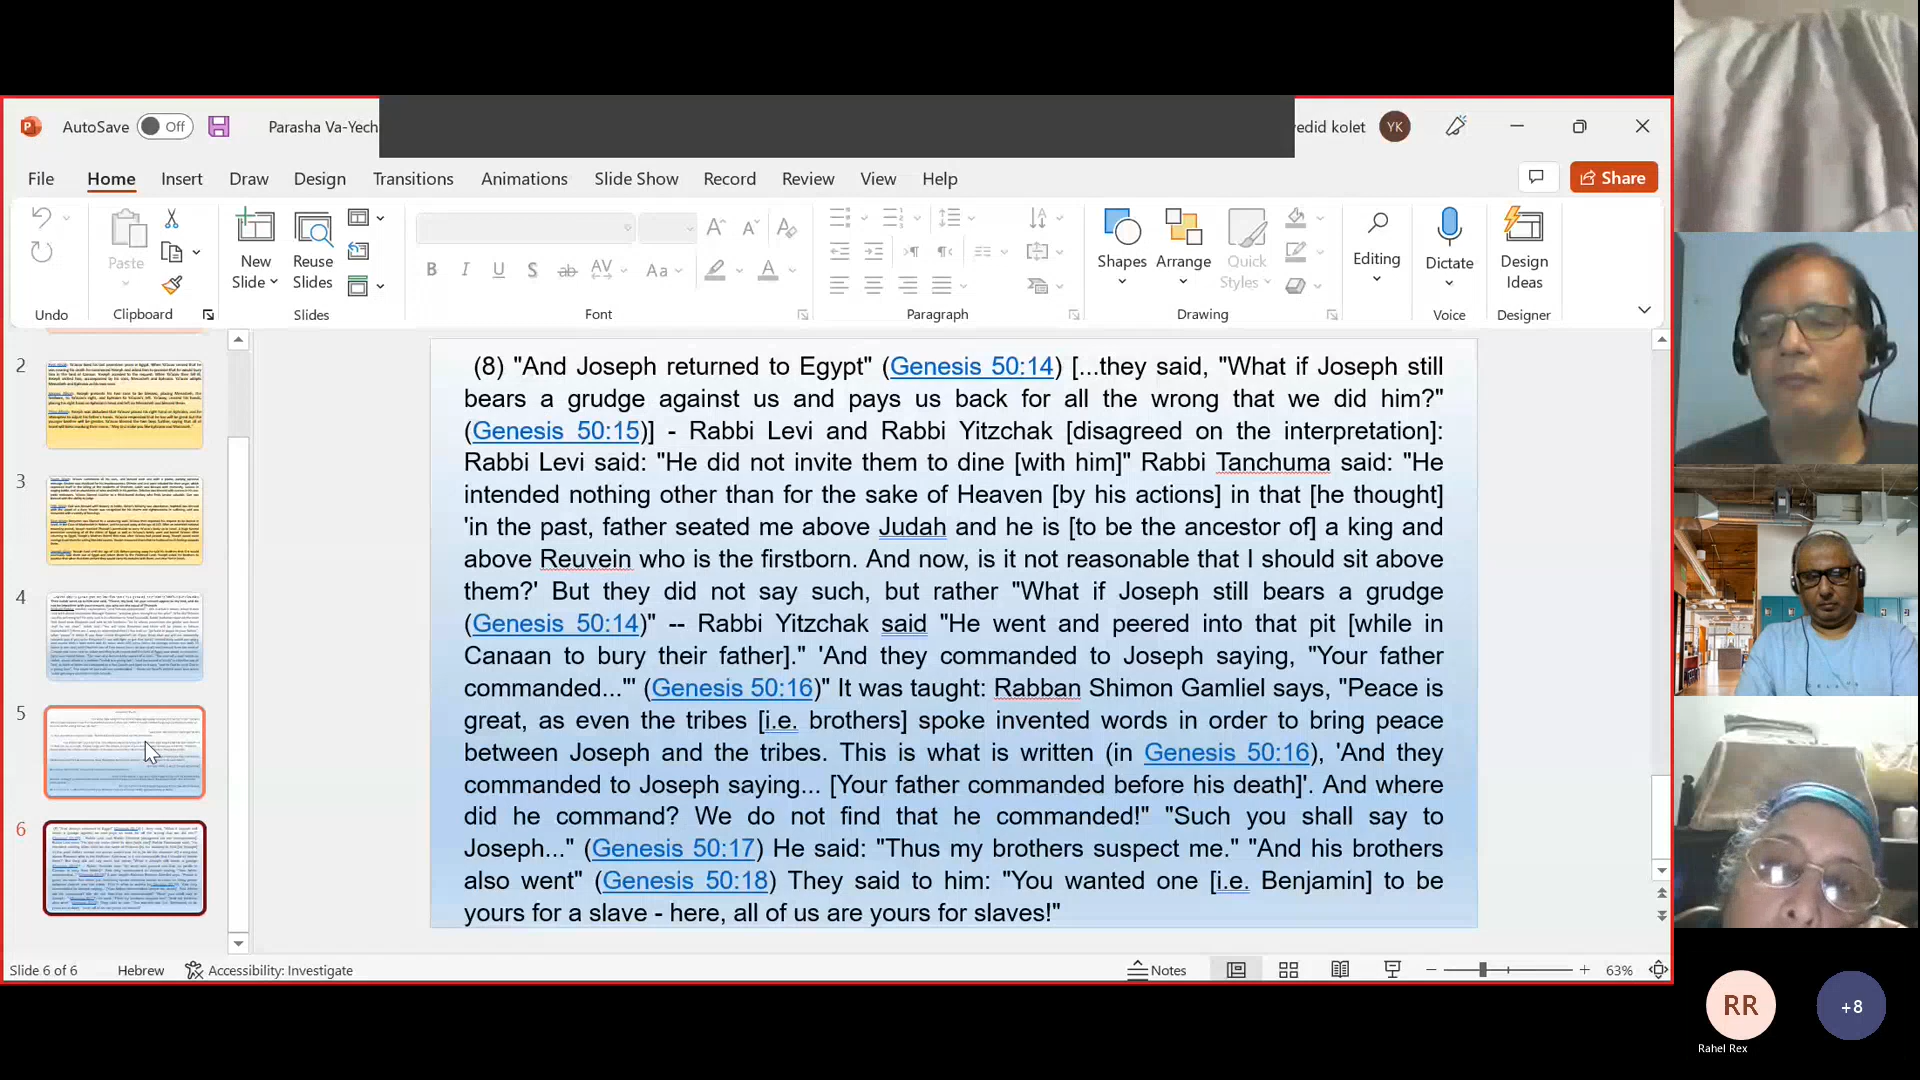 AutoSave Off Parasha Va-Yech edid kolet YK
File Home Insert Draw Design Transitions Animations Slide Show Record Review View Help Share
Paste New Slide Reuse Slides Shapes Arrange Quick Styles Editing Dictate Design Ideas
Undo Clipboard Slides Font Paragraph Drawing Voice Designer
2
3
4
5
6
(8) "And Joseph returned to Egypt" (Genesis 50:14) [...they said, "What if Joseph still
bears a grudge against us and pays us back for all the wrong that we did him?"
(Genesis 50:15)] - Rabbi Levi and Rabbi Yitzchak [disagreed on the interpretation]:
Rabbi Levi said: "He did not invite them to dine [with him]" Rabbi Tanchuma said: "He
intended nothing other than for the sake of Heaven [by his actions] in that [he thought]
'in the past, father seated me above Judah and he is [to be the ancestor of] a king and
above Reuvein who is the firstborn. And now, is it not reasonable that I should sit above
them?' But they did not say such, but rather "What if Joseph still bears a grudge
(Genesis 50:14)" -- Rabbi Yitzchak said "He went and peered into that pit [while in
Canaan to bury their father]." 'And they commanded to Joseph saying, "Your father
commanded..."' (Genesis 50:16)" It was taught: Rabban Shimon Gamliel says, "Peace is
great, as even the tribes [i.e. brothers] spoke invented words in order to bring peace
between Joseph and the tribes. This is what is written (in Genesis 50:16), 'And they
commanded to Joseph saying... [Your father commanded before his death]'. And where
did he command? We do not find that he commanded!" "Such you shall say to
Joseph..." (Genesis 50:17) He said: "Thus my brothers suspect me." "And his brothers
also went" (Genesis 50:18) They said to him: "You wanted one [i.e. Benjamin] to be
yours for a slave - here, all of us are yours for slaves!"
Slide 6 of 6 Hebrew Accessibility: Investigate Notes 63%
RR +8
Rahel Rex